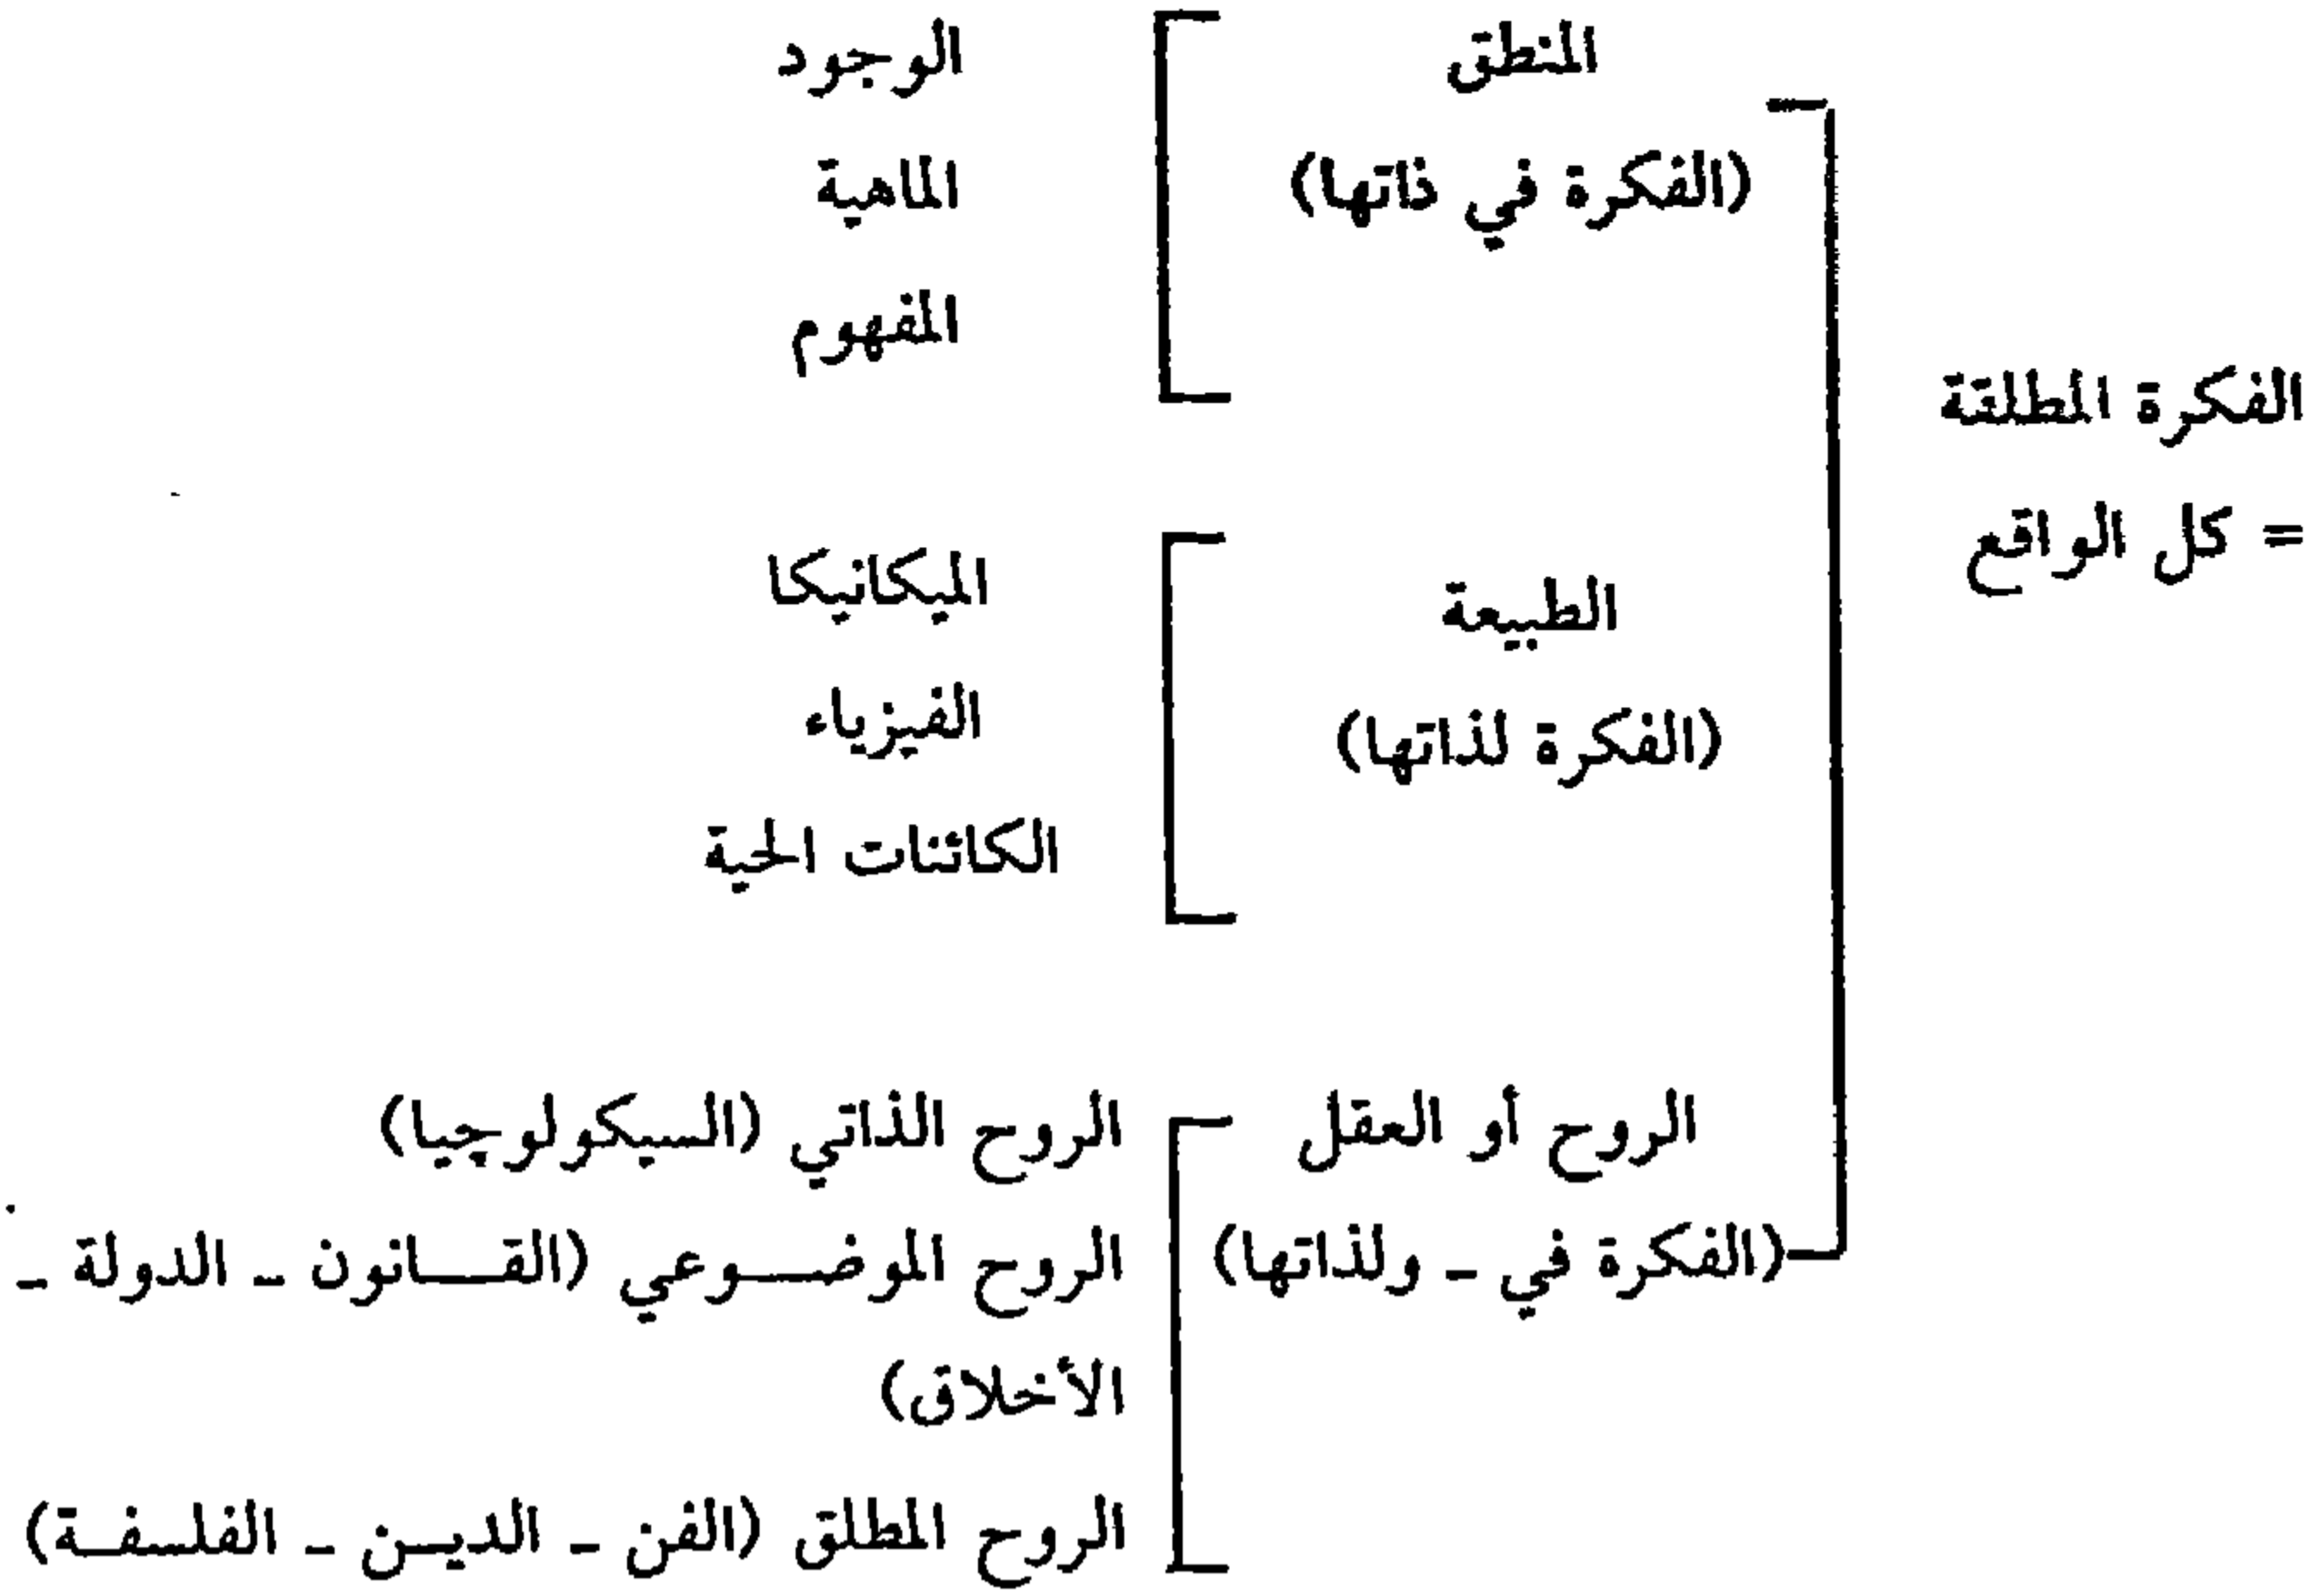 الفكرة المطلقة
= كل الواقع
المنطق
(الفكرة في ذاتها)
الوجود
الماهية
المفهوم
الطبيعة
(الفكرة لذاتها)
الميكانيكا
الفيزياء
الكائنات الحية
الروح أو العقل
(الفكرة في ـ ولذاتها)
الروح الذاتي (السيكولوجيا)
الروح الموضوعي (القانون ـ الدولة ـ
الأخلاق)
الروح المطلق (الفن ـ الدين ـ الفلسفة)